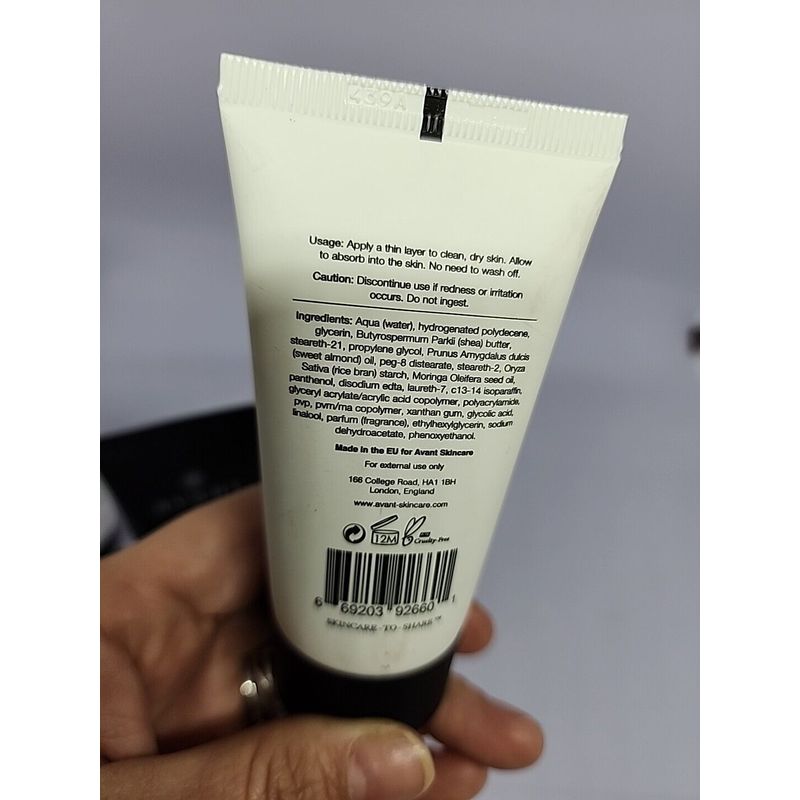 439A
Usage: Apply a thin layer to clean, dry skin. Allow
to absorb into the skin. No need to wash off.
Caution: Discontinue use if redness or irritation
occurs. Do not ingest.
Ingredients: Aqua (water), hydrogenated polydecene,
glycerin, Butyrospermum Parkii (shea) butter,
steareth-21, propylene glycol, Prunus Amygdalus dulcis
(sweet almond) oil, peg-8 distearate, steareth-2, Oryza
Sativa (rice bran) starch, Moringa Oleifera seed oil,
panthenol, disodium edta, laureth-7, c13-14 isoparaffin,
glyceryl acrylate/acrylic acid copolymer, polyacrylamide,
pvp, pvm/ma copolymer, xanthan gum, glycolic acid,
linalool, parfum (fragrance), ethylhexylglycerin, sodium
dehydroacetate, phenoxyethanol.
Made in the EU for Avant Skincare
For external use only
166 College Road, HA1 1BH
London, England
www.avant-skincare.com
12M
Cruelty-Free
6 69203 92660 1
SKINCARE-TO-SHARE™